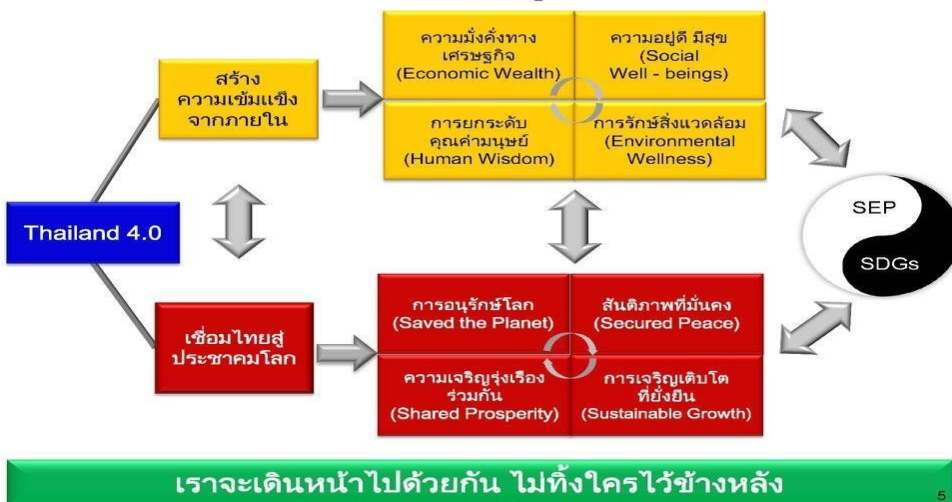 Thailand 4.0
สร้าง
ความเข้มแข็ง
จากภายใน
ความมั่งคั่งทาง
เศรษฐกิจ
(Economic Wealth)
ความอยู่ดี มีสุข
(Social
Well - beings)
การยกระดับ
คุณค่ามนุษย์
(Human Wisdom)
การรักษ์สิ่งแวดล้อม
(Environmental
Wellness)
SEP
SDGs
เชื่อมไทยสู่
ประชาคมโลก
การอนุรักษ์โลก
(Saved the Planet)
สันติภาพที่มั่นคง
(Secured Peace)
ความเจริญรุ่งเรือง
ร่วมกัน
(Shared Prosperity)
การเจริญเติบโต
ที่ยั่งยืน
(Sustainable Growth)
เราจะเดินหน้าไปด้วยกัน ไม่ทิ้งใครไว้ข้างหลัง
5